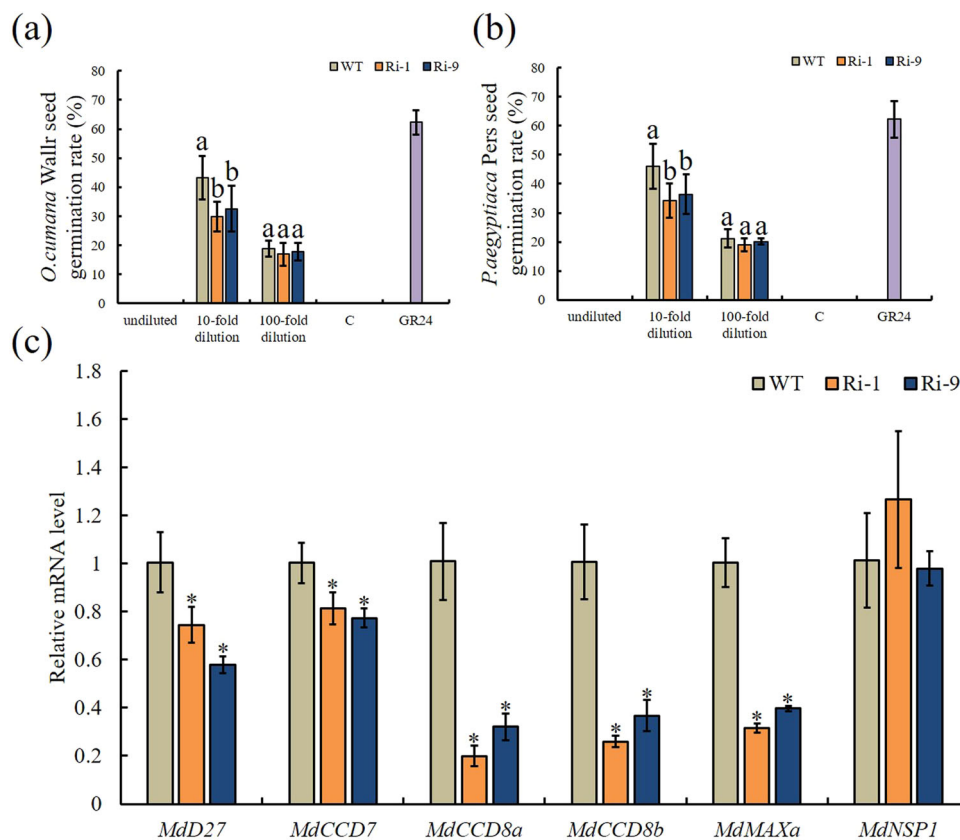 (a)
WT Ri-1 Ri-9
O.cumana Wallr seed
germination rate (%)
80
70
60
50
40
30
20
10
0
a
b
b
a
a
a
undiluted
10-fold
dilution
100-fold
dilution
C
GR24
(b)
WT Ri-1 Ri-9
P.aegyptiaca Pers seed
germination rate (%)
80
70
60
50
40
30
20
10
0
a
b
b
a
a
a
undiluted
10-fold
dilution
100-fold
dilution
C
GR24
(c)
WT Ri-1 Ri-9
Relative mRNA level
1.8
1.6
1.4
1.2
1
0.8
0.6
0.4
0.2
0
*
*
*
*
*
*
*
*
*
*
MdD27 MdCCD7 MdCCD8a MdCCD8b MdMAXa MdNSP1